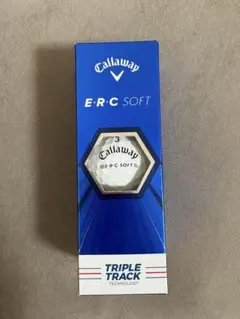 Callaway
E·R·C SOFT
3
Callaway
E·R·C SOFT
TRIPLE
TRACK
TECHNOLOGY